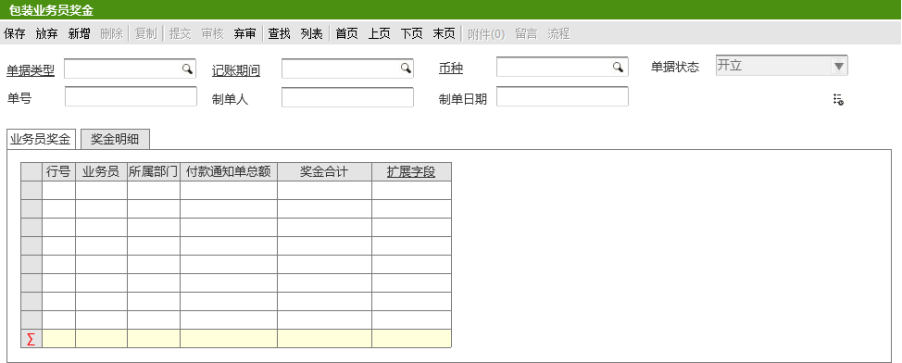 包装业务员奖金
保存 放弃 新增 删除 复制 提交 审核 弃审 查找 列表 首页 上页 下页 末页 附件(0) 留言 流程
单据类型 记账期间 币种 单据状态 开立
单号 制单人 制单日期
业务员奖金 奖金明细
行号 业务员 所属部门 付款通知单总额 奖金合计 扩展字段
Σ